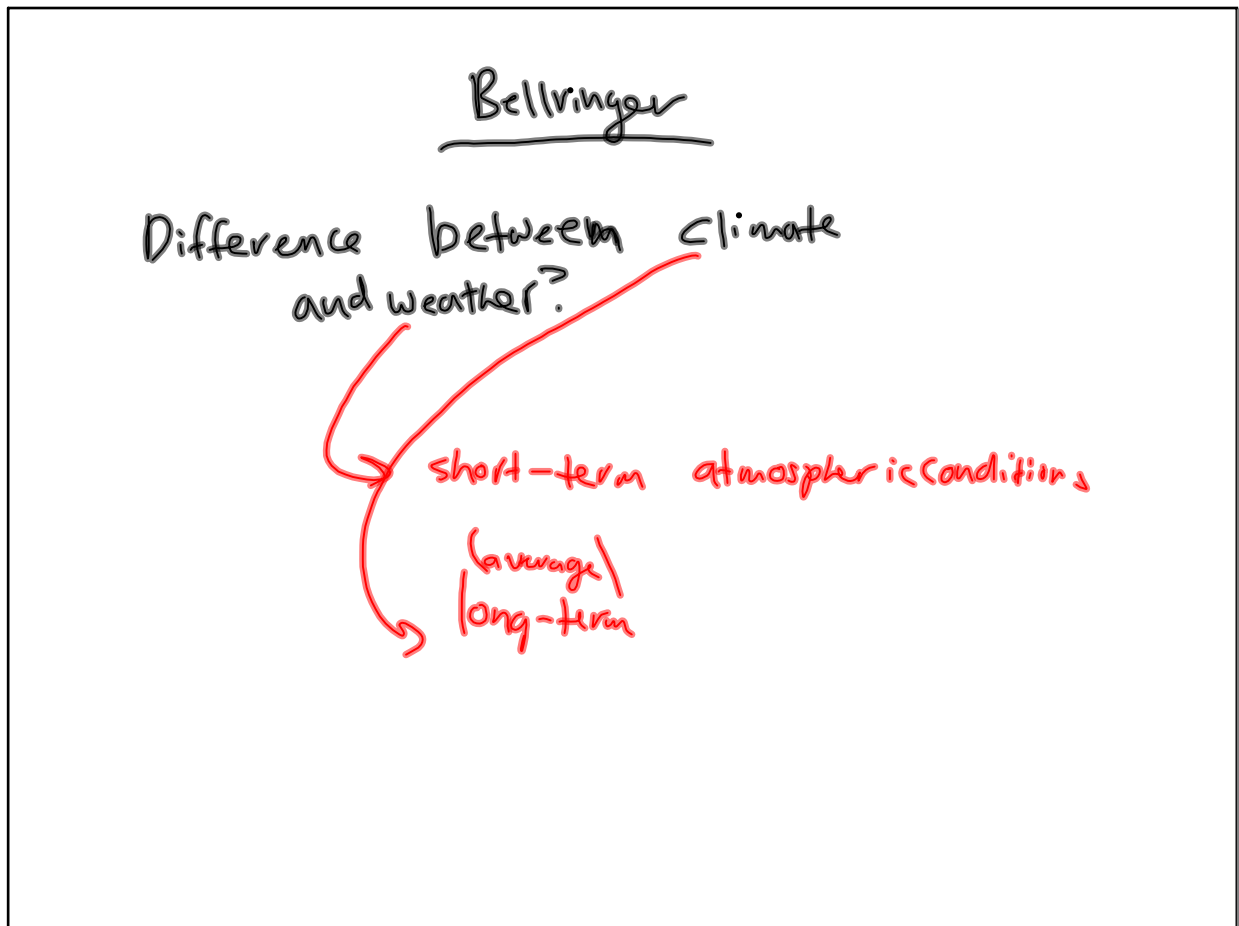 Bellringer
Difference between climate
and weather?
short-term atmospheric conditions
(average)
long-term